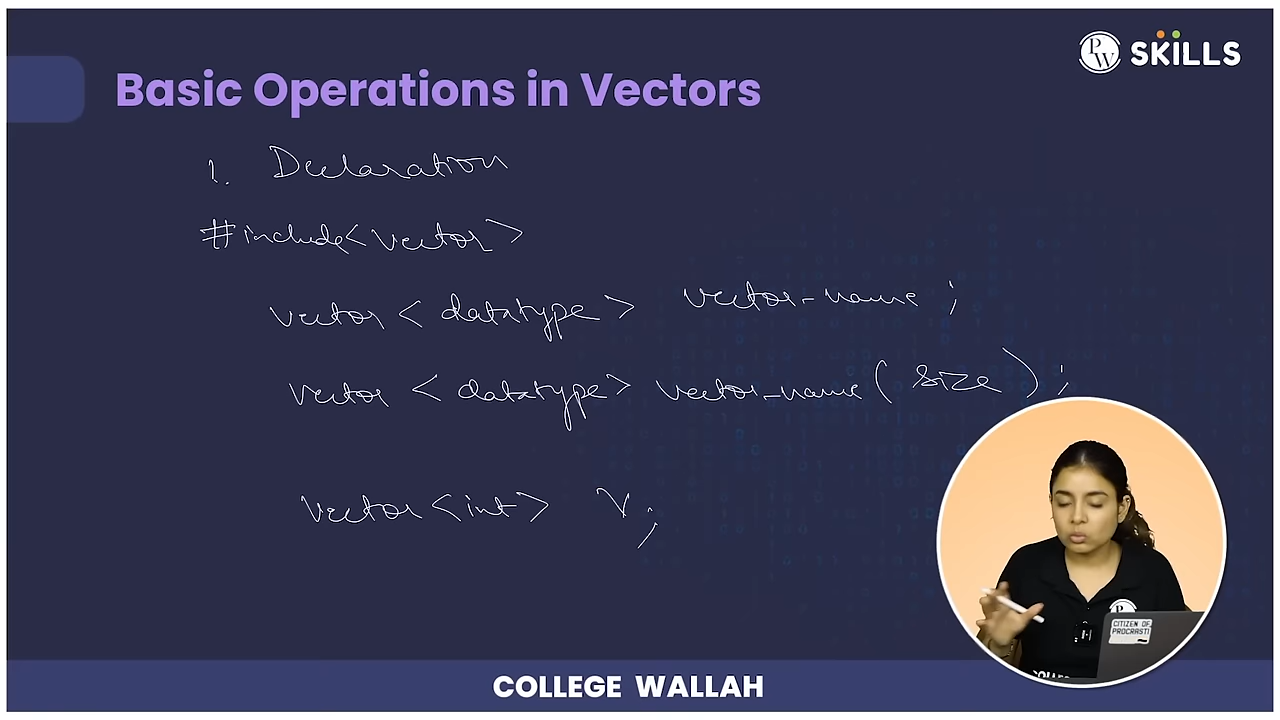 PW SKILLS
Basic Operations in Vectors
1. Declaration
#include<vector>
vector < datatype > vector_name ;
vector < datatype > vector_name ( size ) ;
vector <int> v ;
CITIZEN OF
PROCRASTI
COLLEGE WALLAH